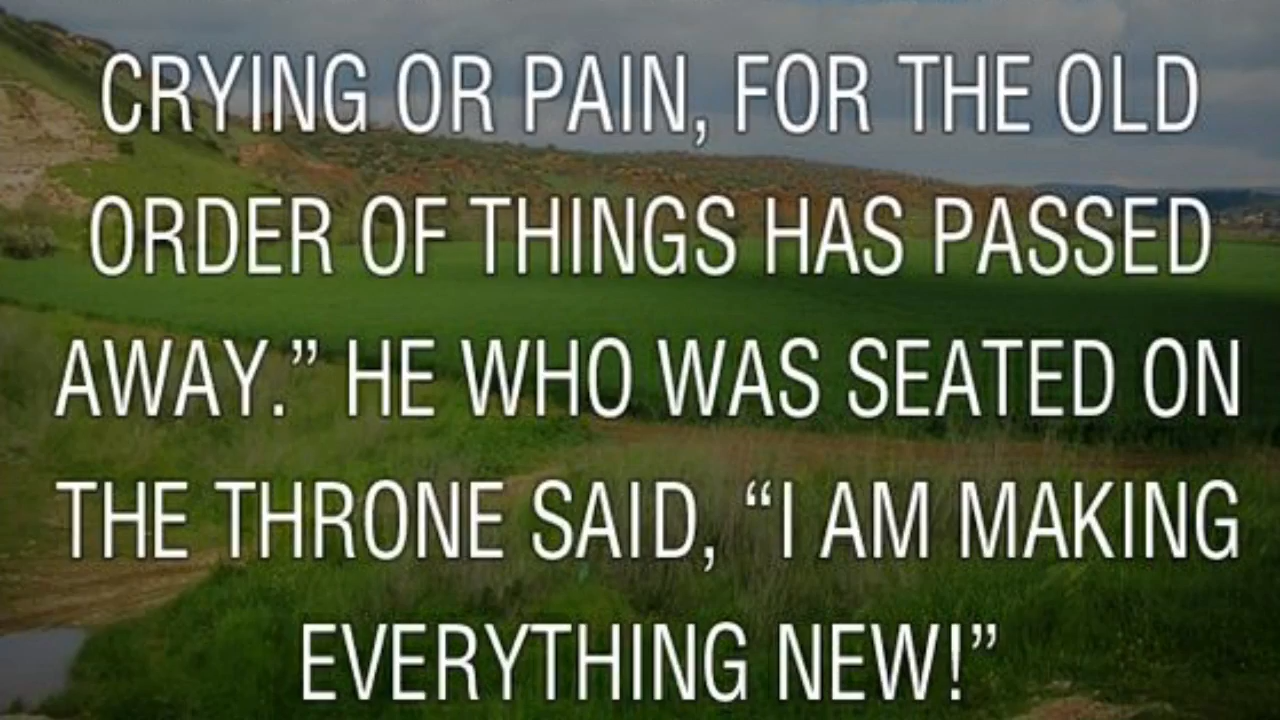 CRYING OR PAIN, FOR THE OLD
ORDER OF THINGS HAS PASSED
AWAY.” HE WHO WAS SEATED ON
THE THRONE SAID, “I AM MAKING
EVERYTHING NEW!”